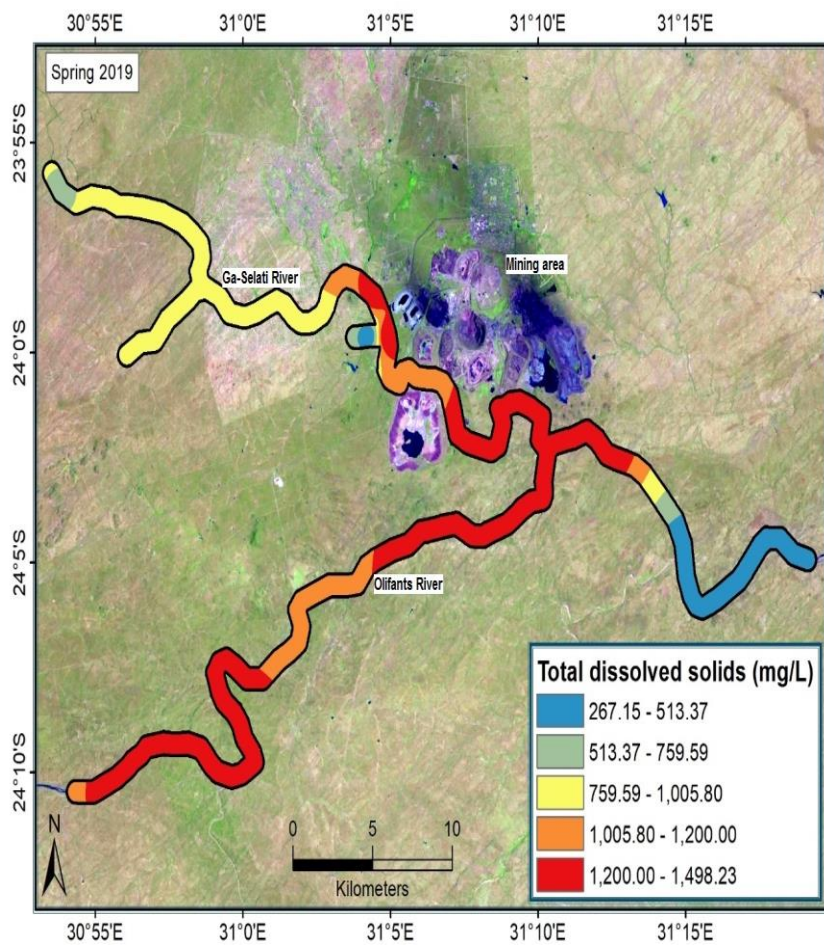 30°55'E 31°0'E 31°5'E 31°10'E 31°15'E
Spring 2019
23°55'S
Mining area
Ga-Selati River
24°0'S
24°5'S
Olifants River
Total dissolved solids (mg/L)
267.15 - 513.37
513.37 - 759.59
759.59 - 1,005.80
1,005.80 - 1,200.00
1,200.00 - 1,498.23
24°10'S
N
0 5 10
Kilometers
30°55'E 31°0'E 31°5'E 31°10'E 31°15'E